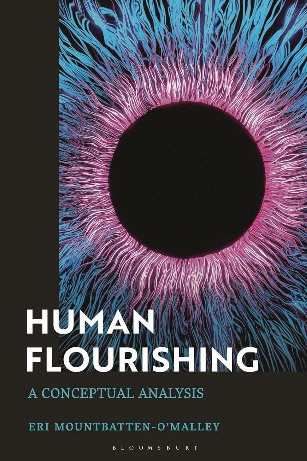 HUMAN
FLOURISHING
A CONCEPTUAL ANALYSIS
ERI MOUNTBATTEN-O'MALLEY
BLOOMSBURY